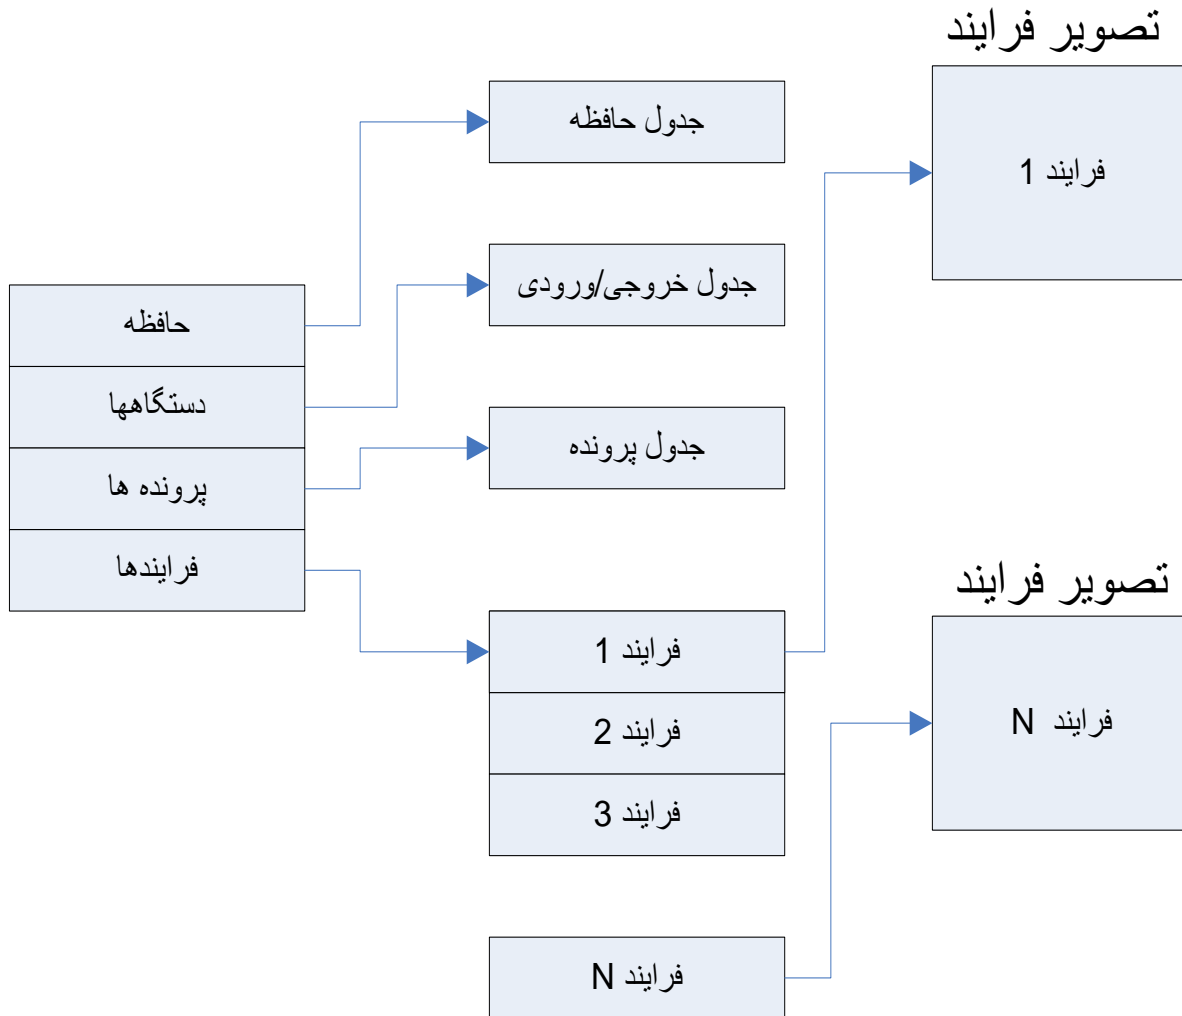 تصویر فرایند
فرایند 1
جدول حافظه
جدول خروجی/ورودی
جدول پرونده
حافظه
دستگاهها
پرونده ها
فرایندها
فرایند 1
فرایند 2
فرایند 3
فرایند N
تصویر فرایند
فرایند N